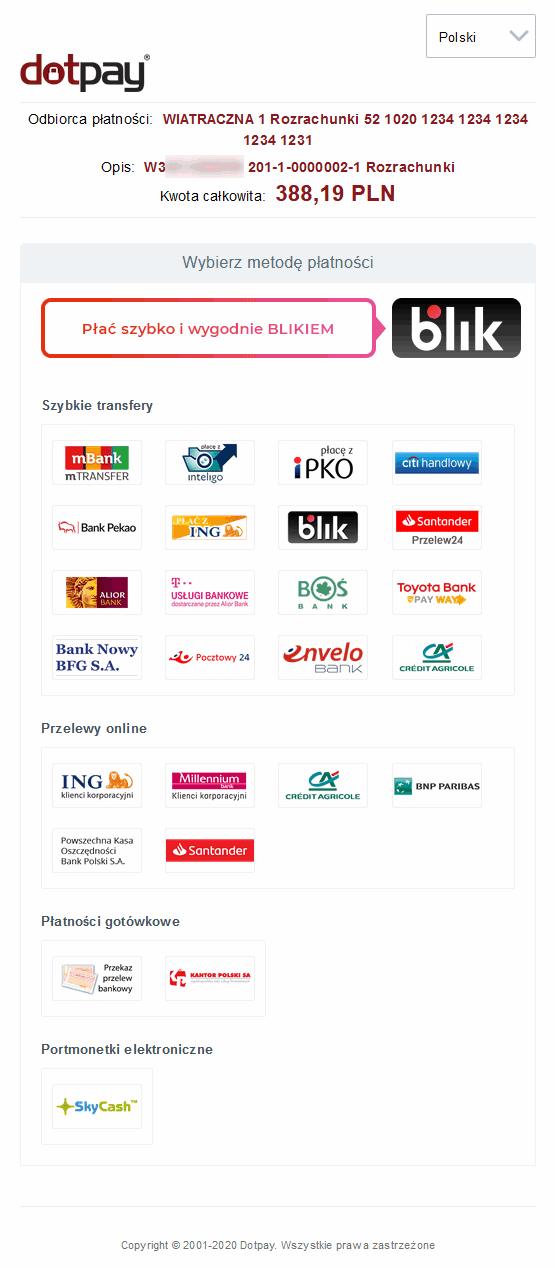 Polski
dotpay®
Odbiorca płatności: WIATRACZNA 1 Rozrachunki 52 1020 1234 1234 1234
1234 1231
Opis: W3 201-1-0000002-1 Rozrachunki
Kwota całkowita: 388,19 PLN
Wybierz metodę płatności
Płać szybko i wygodnie BLIKIEM
blik
Szybkie transfery
mBank
mTRANSFER
płacę z
inteligo
płacę z
iPKO
citi handlowy
Bank Pekao
PŁAĆ Z
ING
blik
Santander
Przelew24
ALIOR
BANK
T
USŁUGI BANKOWE
dostarczane przez Alior Bank
BOŚ
BANK
Toyota Bank
PAY WAY
Bank Nowy
BFG S.A.
Pocztowy 24
envelo
BANK
CA
CRÉDIT AGRICOLE
Przelewy online
ING
klienci korporacyjni
Millennium
bank
Klienci korporacyjni
CA
CRÉDIT AGRICOLE
BNP PARIBAS
Powszechna Kasa
Oszczędności
Bank Polski S.A.
Santander
Płatności gotówkowe
Przekaz
przelew
bankowy
KANTOR POLSKI SA
Portmonetki elektroniczne
SkyCash™
Copyright © 2001-2020 Dotpay. Wszystkie prawa zastrzeżone